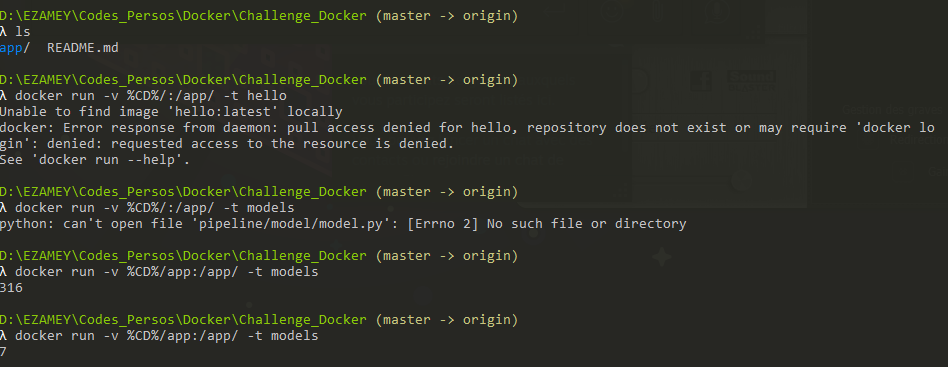 D:\EZAMEY\Codes_Persos\Docker\Challenge_Docker (master -> origin)
λ ls
app/  README.md
D:\EZAMEY\Codes_Persos\Docker\Challenge_Docker (master -> origin)
λ docker run -v %CD%/:/app/ -t hello
Unable to find image 'hello:latest' locally
docker: Error response from daemon: pull access denied for hello, repository does not exist or may require 'docker lo
gin': denied: requested access to the resource is denied.
See 'docker run --help'.
D:\EZAMEY\Codes_Persos\Docker\Challenge_Docker (master -> origin)
λ docker run -v %CD%/:/app/ -t models
python: can't open file 'pipeline/model/model.py': [Errno 2] No such file or directory
D:\EZAMEY\Codes_Persos\Docker\Challenge_Docker (master -> origin)
λ docker run -v %CD%/app:/app/ -t models
316
D:\EZAMEY\Codes_Persos\Docker\Challenge_Docker (master -> origin)
λ docker run -v %CD%/app:/app/ -t models
7